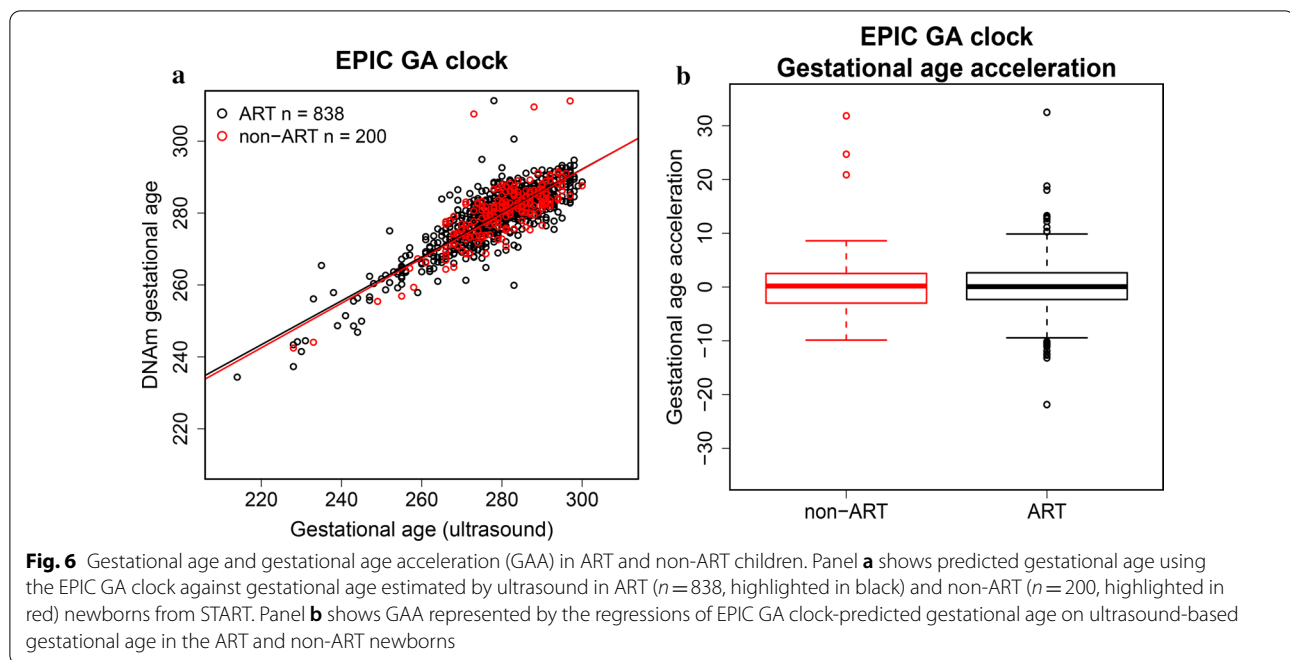 EPIC GA clock
a
ART n = 838
non−ART n = 200
DNAm gestational age
300
280
260
240
220
220 240 260 280 300
Gestational age (ultrasound)
EPIC GA clock
Gestational age acceleration
b
Gestational age acceleration
30
20
10
0
−10
−20
−30
non−ART ART
Fig. 6 Gestational age and gestational age acceleration (GAA) in ART and non-ART children. Panel a shows predicted gestational age using
the EPIC GA clock against gestational age estimated by ultrasound in ART (n = 838, highlighted in black) and non-ART (n = 200, highlighted in
red) newborns from START. Panel b shows GAA represented by the regressions of EPIC GA clock-predicted gestational age on ultrasound-based
gestational age in the ART and non-ART newborns